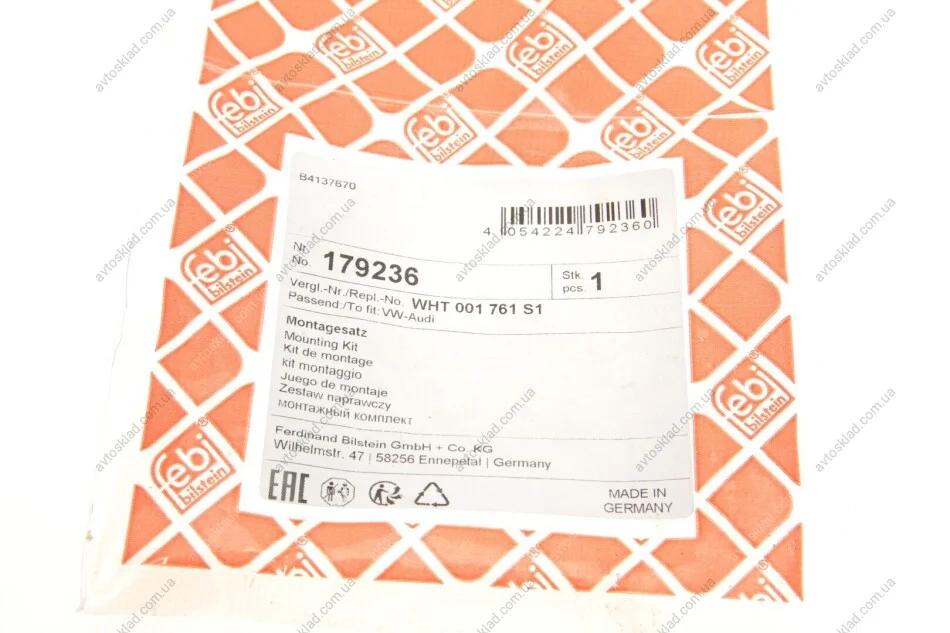 B4137670
4 054224 792360
Nr.
No. 179236
Stk.
pcs. 1
Vergl.-Nr./Repl.-No. WHT 001 761 S1
Passend:/To fit: VW-Audi
Montagesatz
Mounting Kit
Kit de montage
kit montaggio
Juego de montaje
Zestaw naprawczy
монтажный комплект
Ferdinand Bilstein GmbH + Co. KG
Wilhelmstr. 47 | 58256 Ennepetal | Germany
EAC
MADE IN
GERMANY
febi
bilstein
avtosklad.com.ua